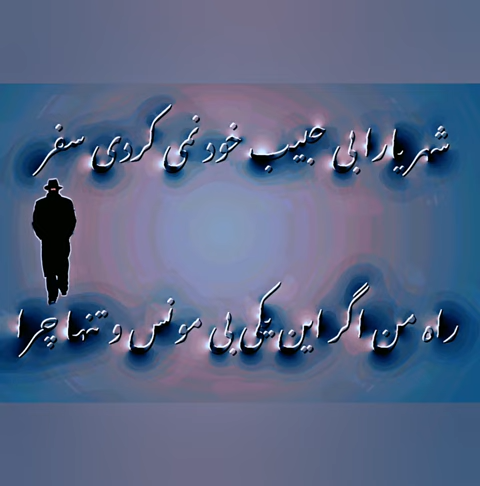 شهریارا بی حبیب خود نمی کردی سفر
راه من اگر این یکی بی مونس و تنها چرا